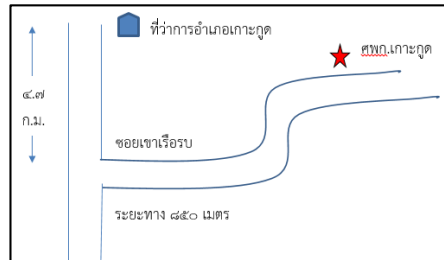 ที่ว่าการอำเภอเกาะกูด
ศพก.เกาะกูด
๔.๗
ก.ม.
ซอยเขาเรือรบ
ระยะทาง ๘๕๐ เมตร